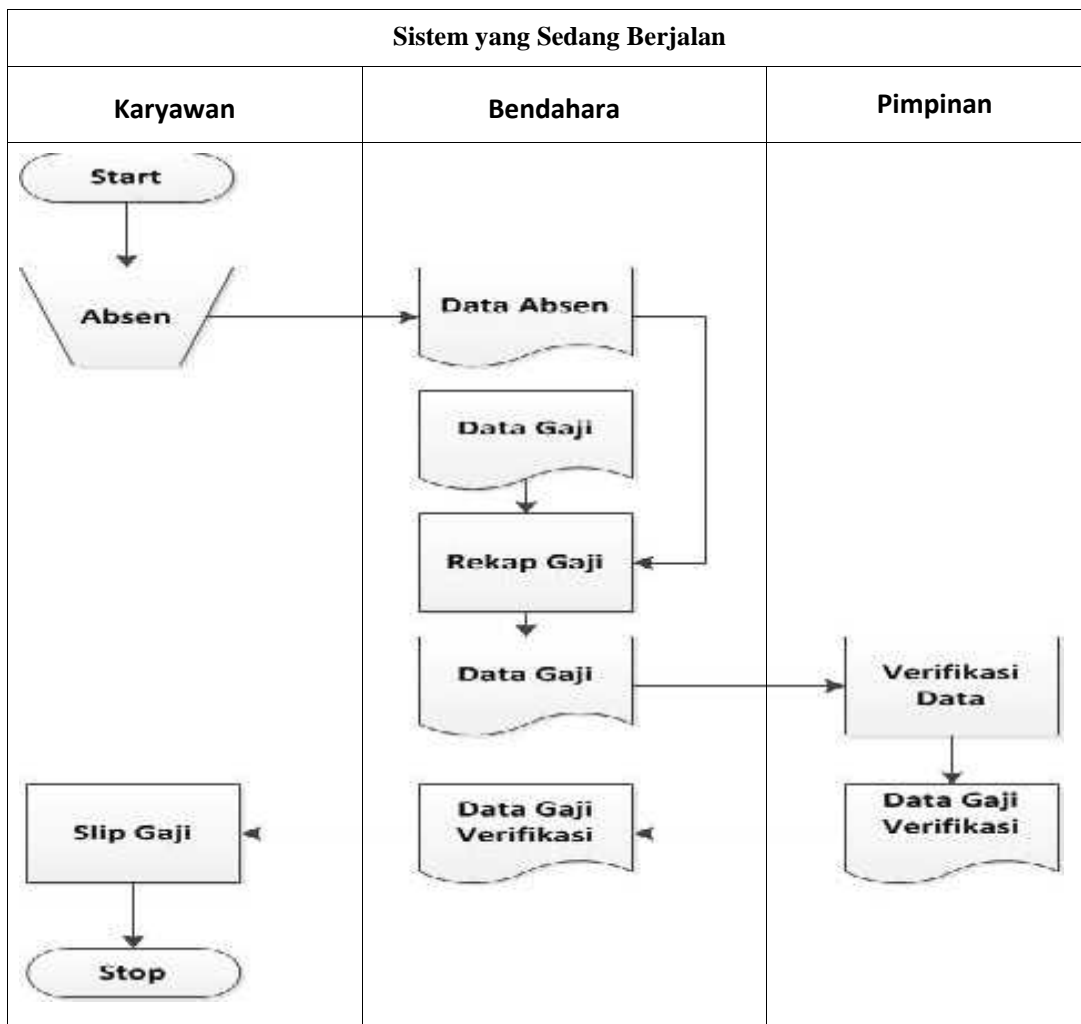 Sistem yang Sedang Berjalan
Karyawan
Bendahara
Pimpinan
Start
Absen
Data Absen
Data Gaji
Rekap Gaji
Data Gaji
Verifikasi
Data
Slip Gaji
Data Gaji
Verifikasi
Data Gaji
Verifikasi
Stop